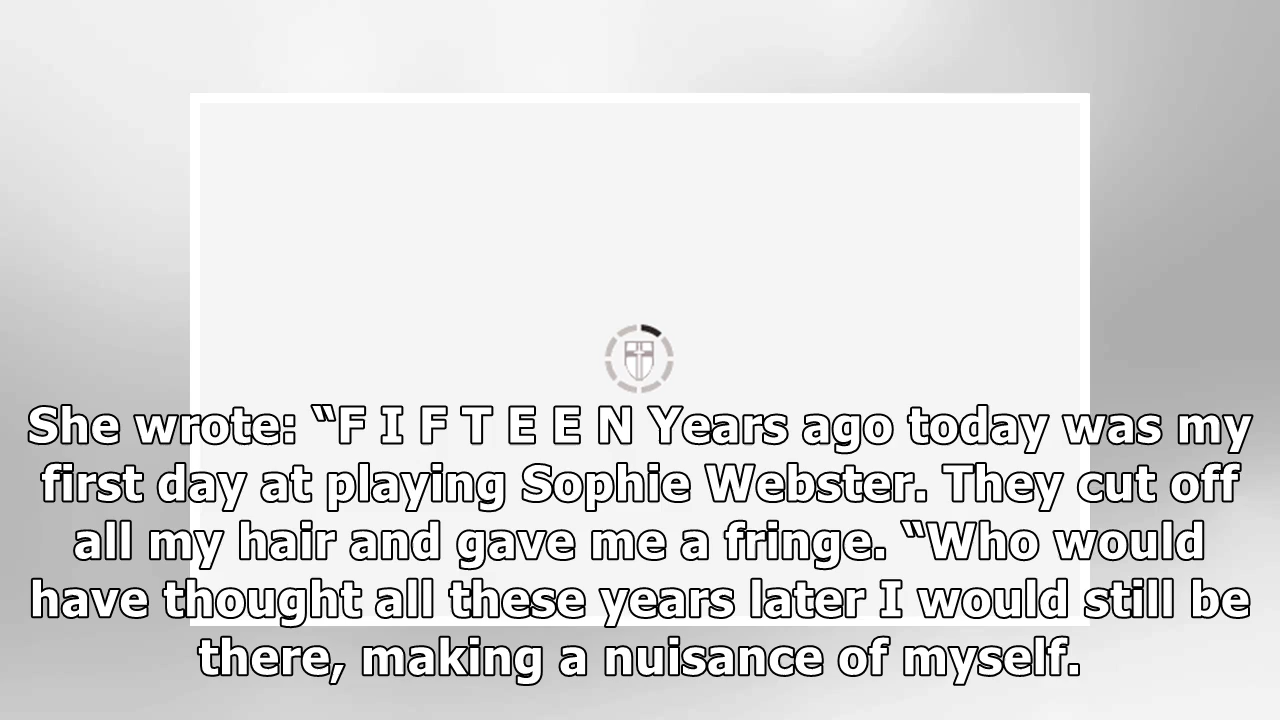 She wrote: “F I F T E E N Years ago today was my
first day at playing Sophie Webster. They cut off
all my hair and gave me a fringe. “Who would
have thought all these years later I would still be
there, making a nuisance of myself.